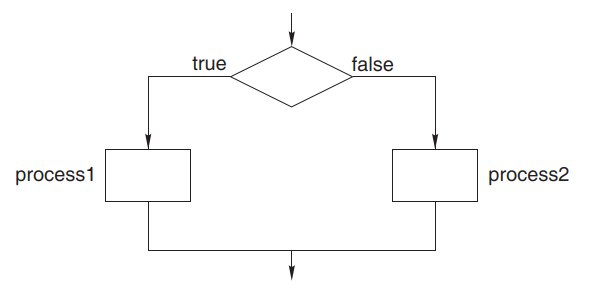 true
false
process1
process2